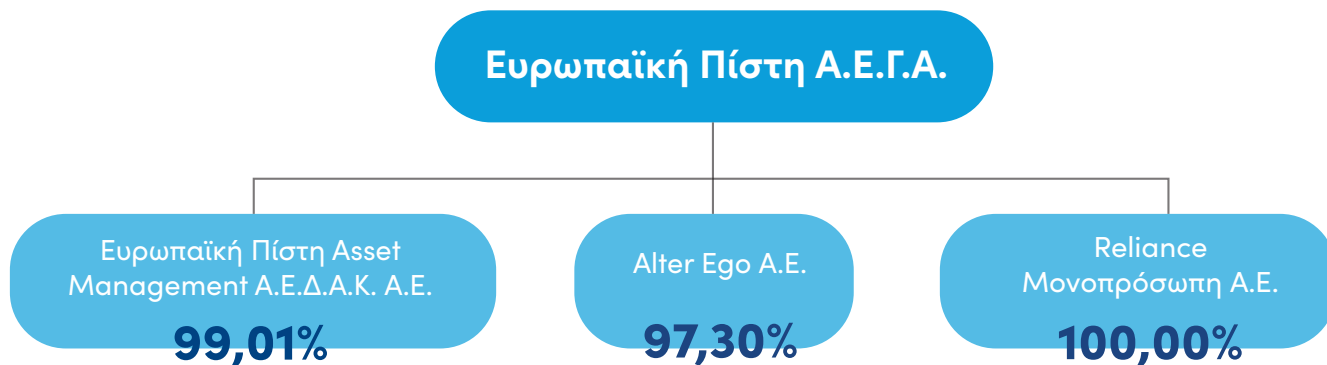 Ευρωπαϊκή Πίστη Α.Ε.Γ.Α.
Ευρωπαϊκή Πίστη Asset
Management Α.Ε.Δ.Α.Κ. Α.Ε.
99,01%
Alter Ego Α.Ε.
97,30%
Reliance
Μονοπρόσωπη Α.Ε.
100,00%